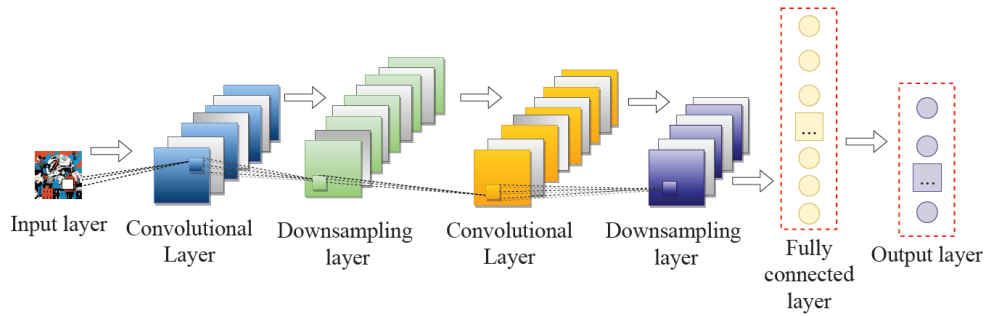 Input layer
Convolutional
Layer
Downsampling
layer
Convolutional
Layer
Downsampling
layer
...
Fully
connected
layer
...
Output layer